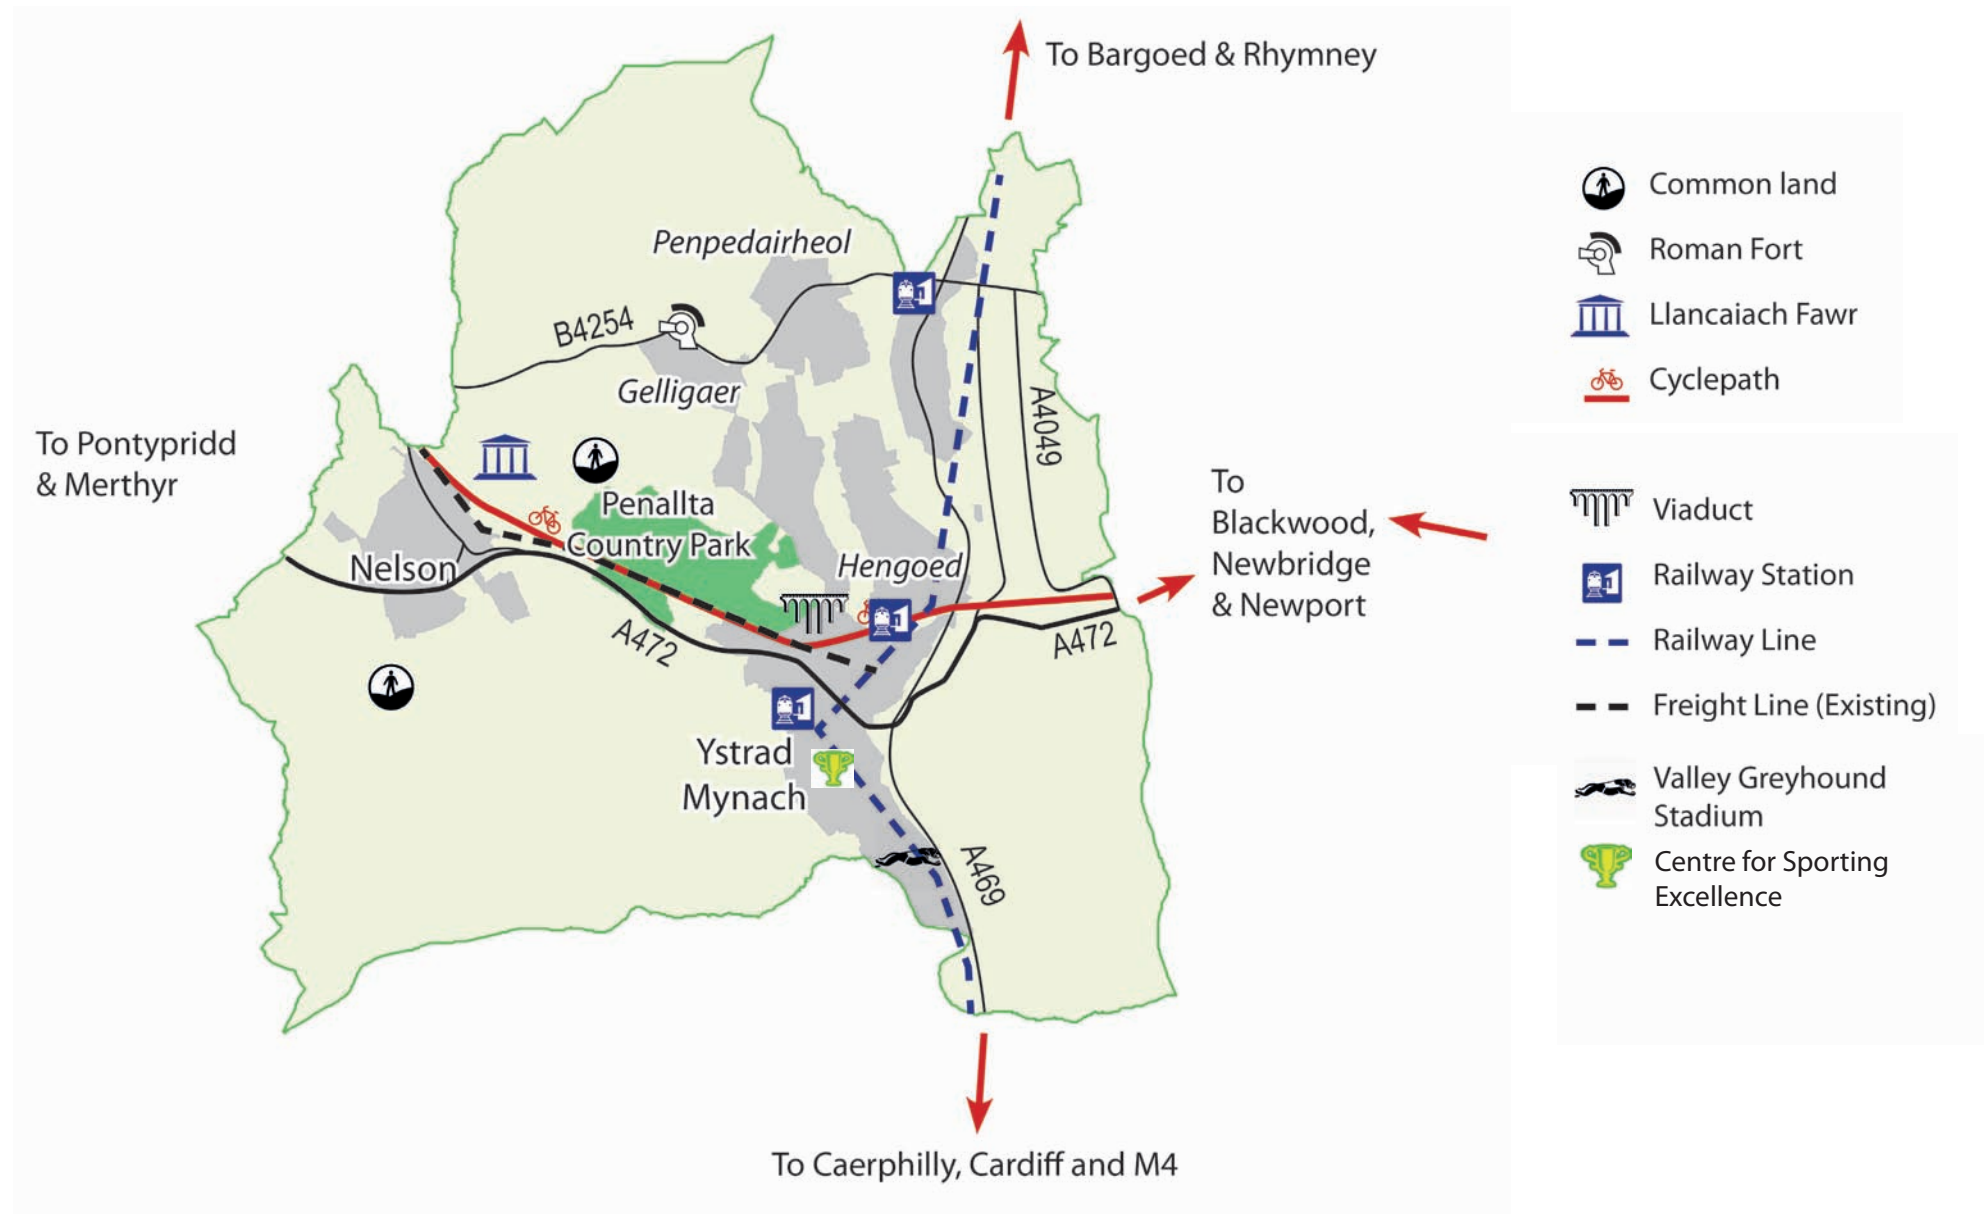 To Bargoed & Rhymney
Penpedairheol
B4254
Gelligaer
A4049
To Pontypridd
& Merthyr
To
Blackwood,
Newbridge
& Newport
Penallta
Country Park
Hengoed
Nelson
A472
A472
Ystrad
Mynach
A469
To Caerphilly, Cardiff and M4
Common land
Roman Fort
Llancaiach Fawr
Cyclepath
Viaduct
Railway Station
Railway Line
Freight Line (Existing)
Valley Greyhound
Stadium
Centre for Sporting
Excellence